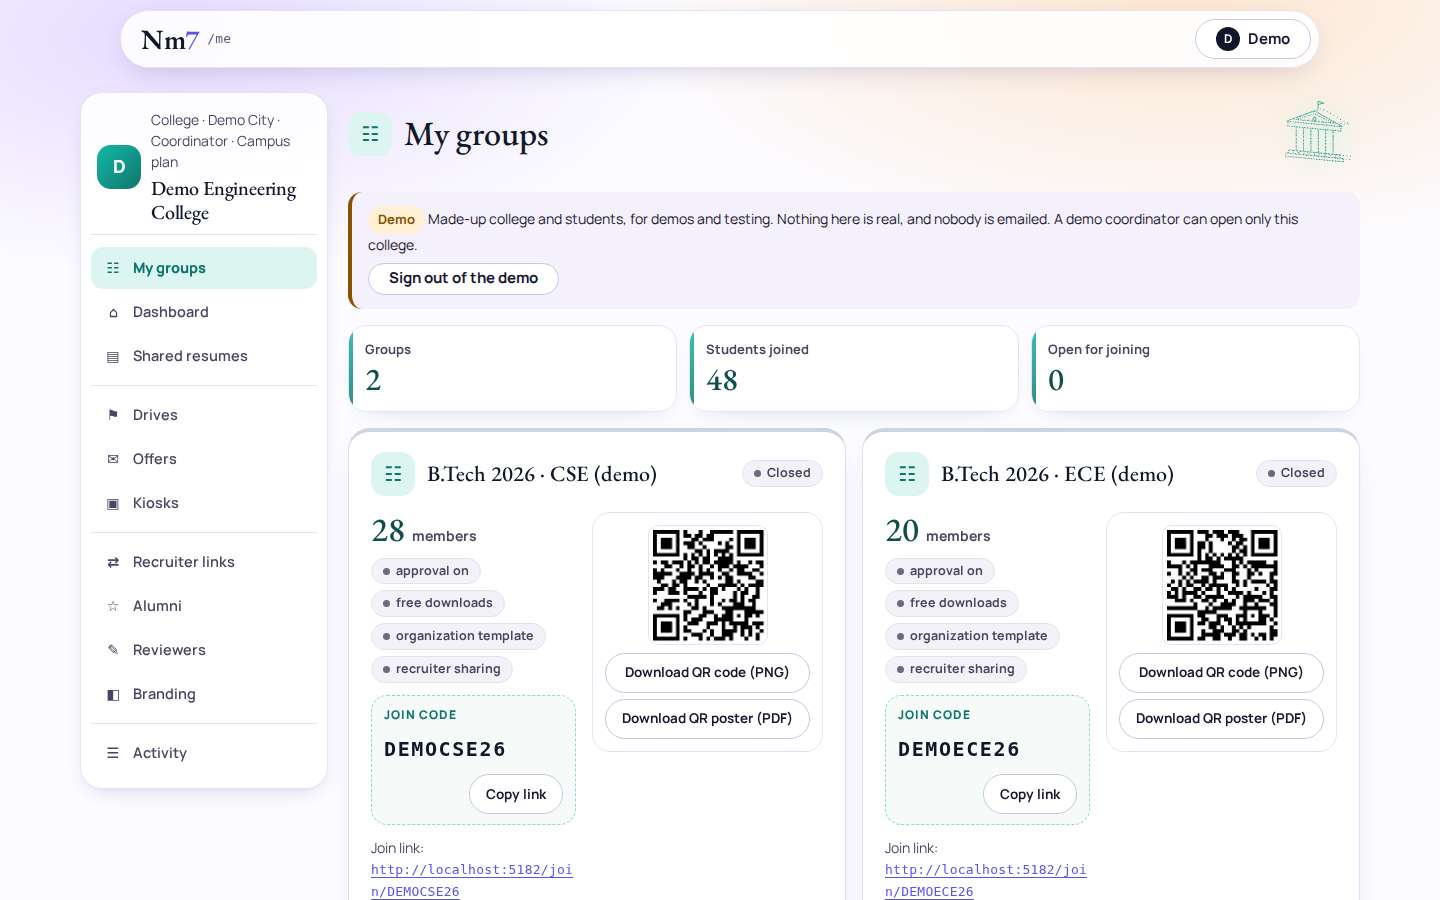 Nm7 /me
D Demo
College · Demo City ·
Coordinator · Campus
plan
D
Demo Engineering
College
My groups
Dashboard
Shared resumes
Drives
Offers
Kiosks
Recruiter links
Alumni
Reviewers
Branding
Activity
My groups
Demo Made-up college and students, for demos and testing. Nothing here is real, and nobody is emailed. A demo coordinator can open only this
college.
Sign out of the demo
Groups
2
Students joined
48
Open for joining
0
B.Tech 2026 · CSE (demo)
Closed
28 members
approval on
free downloads
organization template
recruiter sharing
Download QR code (PNG)
Download QR poster (PDF)
JOIN CODE
DEMOCSE26
Copy link
Join link:
http://localhost:5182/joi
n/DEMOCSE26
B.Tech 2026 · ECE (demo)
Closed
20 members
approval on
free downloads
organization template
recruiter sharing
Download QR code (PNG)
Download QR poster (PDF)
JOIN CODE
DEMOECE26
Copy link
Join link:
http://localhost:5182/joi
n/DEMOECE26